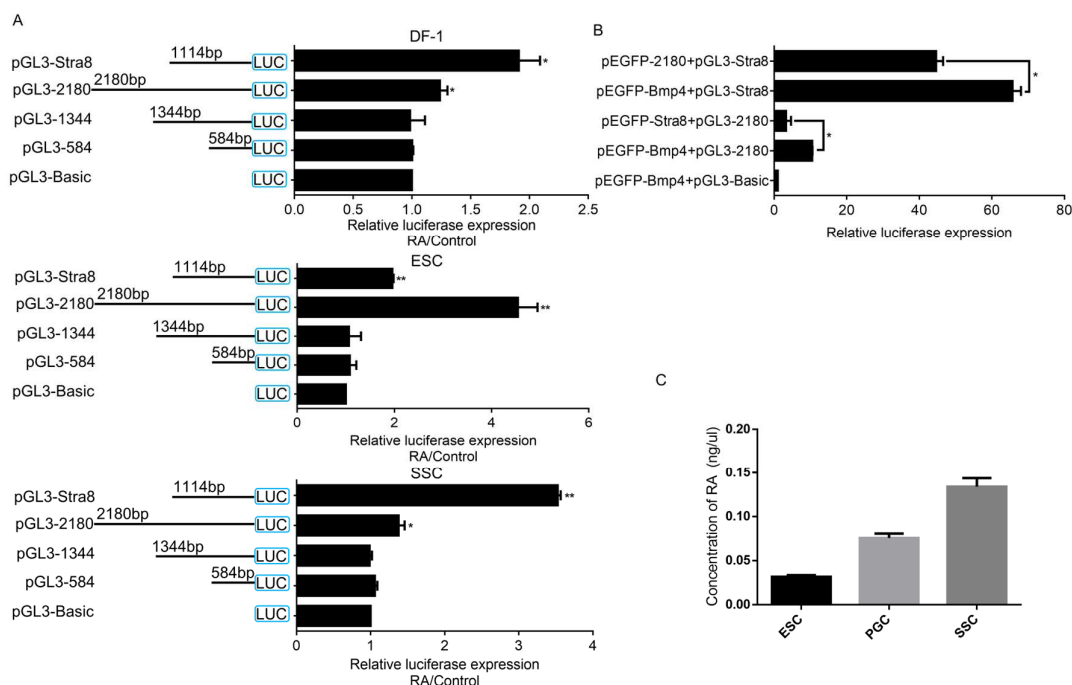 A
DF-1
pGL3-Stra8 1114bp LUC *
pGL3-2180 2180bp LUC *
pGL3-1344 1344bp LUC
pGL3-584 584bp LUC
pGL3-Basic LUC
0.0 0.5 1.0 1.5 2.0 2.5
Relative luciferase expression
RA/Control
ESC
pGL3-Stra8 1114bp LUC **
pGL3-2180 2180bp LUC **
pGL3-1344 1344bp LUC
pGL3-584 584bp LUC
pGL3-Basic LUC
0 2 4 6
Relative luciferase expression
RA/Control
SSC
pGL3-Stra8 1114bp LUC **
pGL3-2180 2180bp LUC *
pGL3-1344 1344bp LUC
pGL3-584 584bp LUC
pGL3-Basic LUC
0 1 2 3 4
Relative luciferase expression
RA/Control
B
pEGFP-2180+pGL3-Stra8
*
pEGFP-Bmp4+pGL3-Stra8
pEGFP-Stra8+pGL3-2180
*
pEGFP-Bmp4+pGL3-2180
pEGFP-Bmp4+pGL3-Basic
0 20 40 60 80
Relative luciferase expression
C
Concentration of RA (ng/ul)
0.20
0.15
0.10
0.05
0.00
ESC PGC SSC